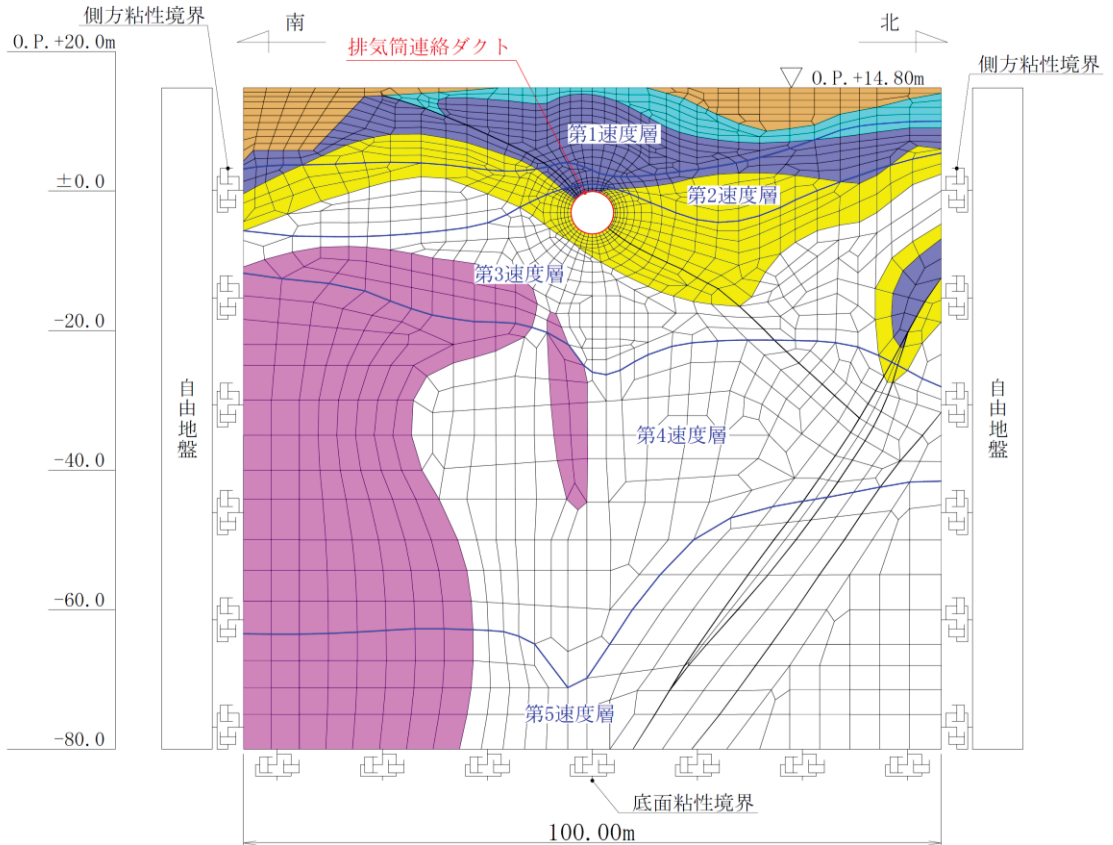 側方粘性境界
南
北
O.P.+20.0m
排気筒連絡ダクト
O.P.+14.80m
側方粘性境界
第1速度層
±0.0
第2速度層
第3速度層
-20.0
自由地盤
自由地盤
第4速度層
-40.0
-60.0
第5速度層
-80.0
底面粘性境界
100.00m